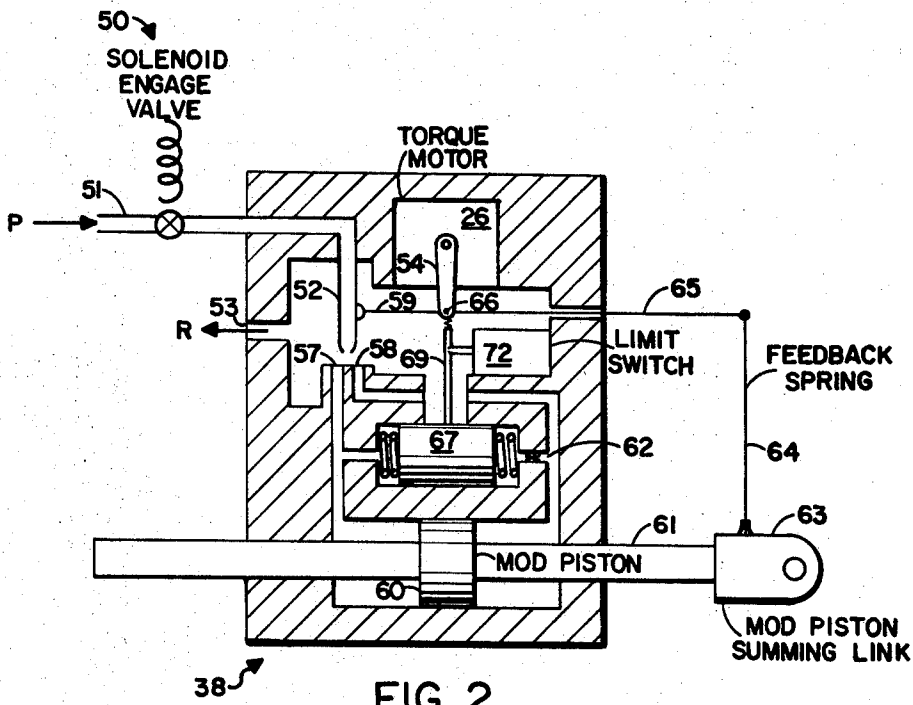 50
SOLENOID
ENGAGE
VALVE
TORQUE
MOTOR
51
P
26
54
52
59
66
65
53
R
LIMIT
SWITCH
57
58
69
72
FEEDBACK
SPRING
67
62
64
61
63
MOD PISTON
60
MOD PISTON
SUMMING LINK
38
FIG 2